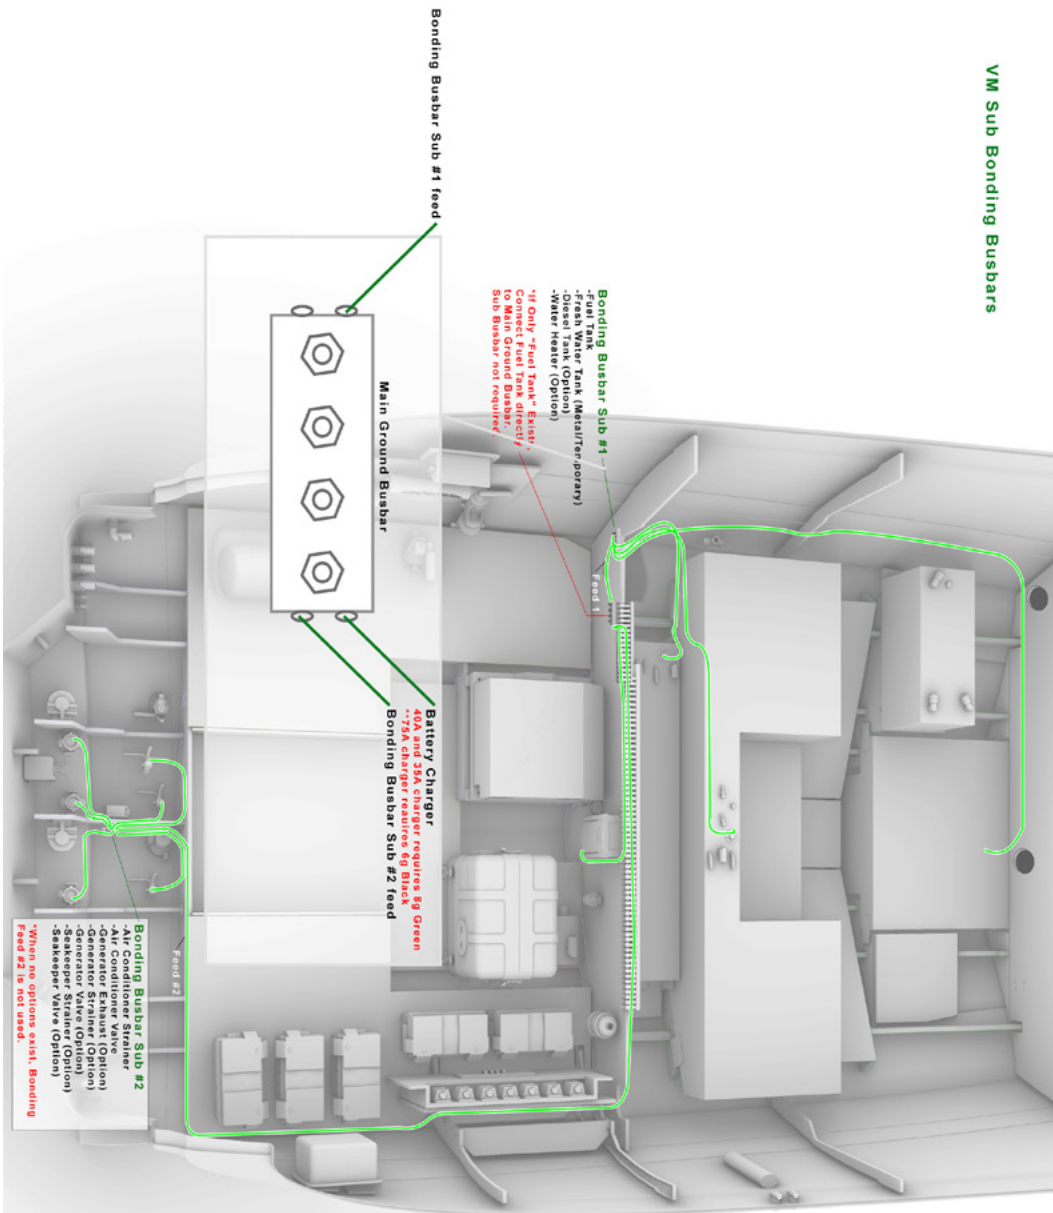 VM Sub Bonding Busbars
Bonding Busbar Sub #1 feed
Main Ground Busbar
Battery Charger
40A and 35A charger requires 8g Green
**75A charger requires 6g Black
Bonding Busbar Sub #2 feed
Bonding Busbar Sub #1
-Fuel Tank
-Fresh Water Tank (Metal/Temporary)
-Diesel Tank (Option)
-Water Heater (Option)
*If Only "Fuel Tank" Exists,
Connect Fuel Tank directly
to Main Ground Busbar.
Sub Busbar not required.
Feed 1
Feed #2
Bonding Busbar Sub #2
-Air Conditioner Strainer
-Air Conditioner Valve
-Generator Exhaust (Option)
-Generator Strainer (Option)
-Generator Valve (Option)
-Seakeeper Strainer (Option)
-Seakeeper Valve (Option)
*When no options exist, Bonding
Feed #2 is not used.